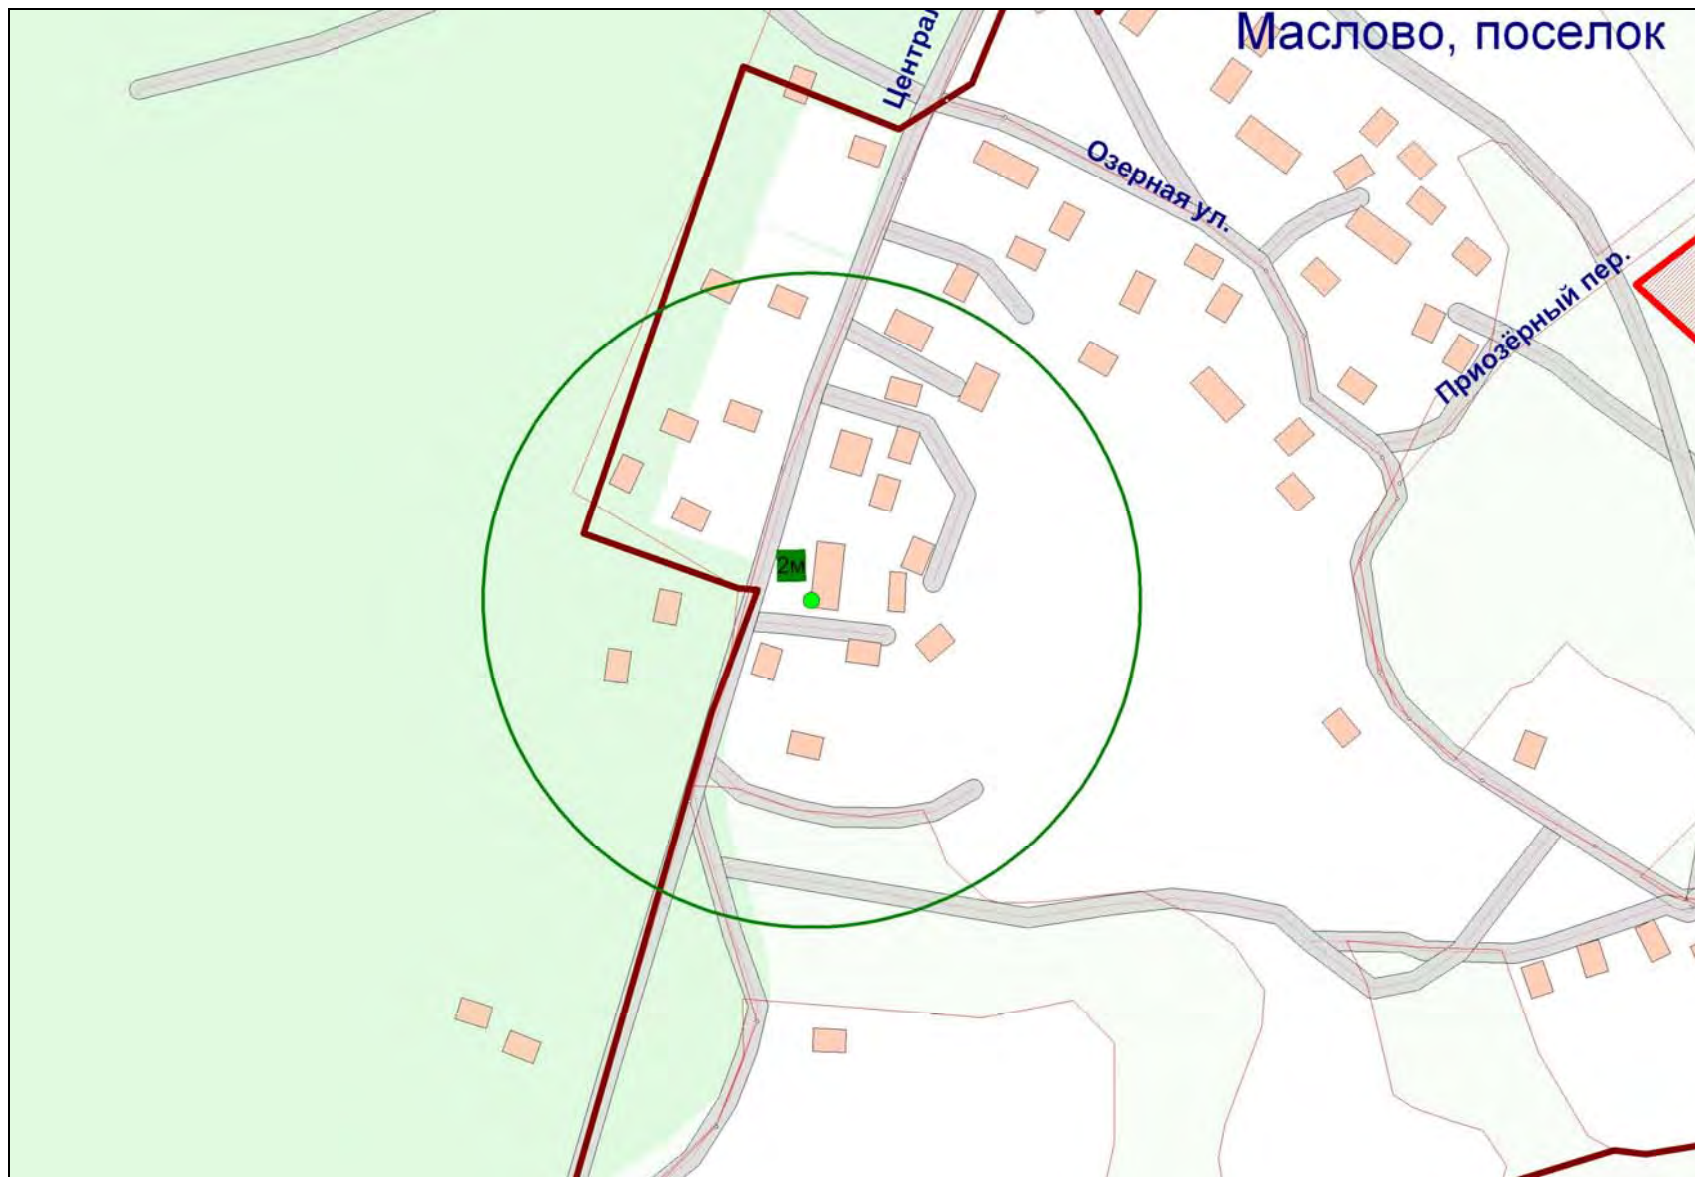 Маслово, поселок
Централ
Озерная ул.
Приозёрный пер.
2м